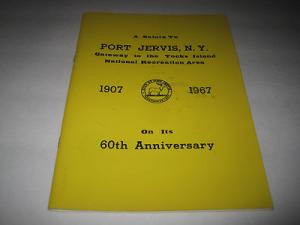 A Salute To
PORT JERVIS, N. Y.
Gateway to the Tocks Island
National Recreation Area
1907 1967
On Its
60th Anniversary